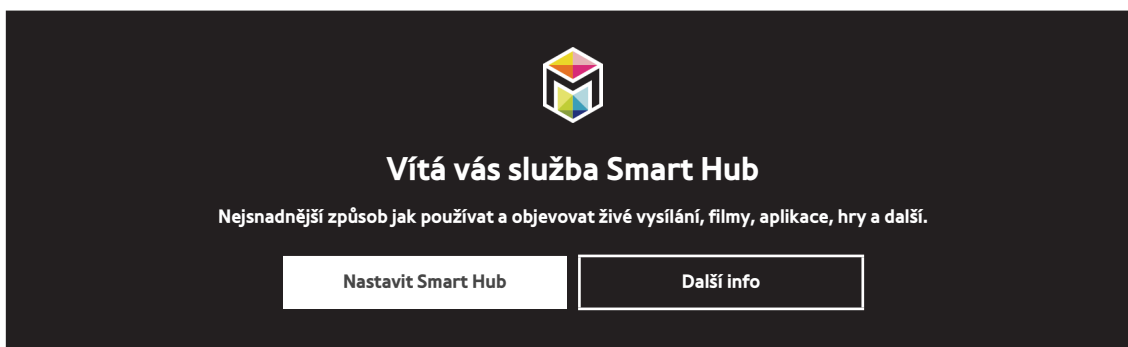 Vítá vás služba Smart Hub
Nejsnadnější způsob jak používat a objevovat živé vysílání, filmy, aplikace, hry a další.
Nastavit Smart Hub
Další info